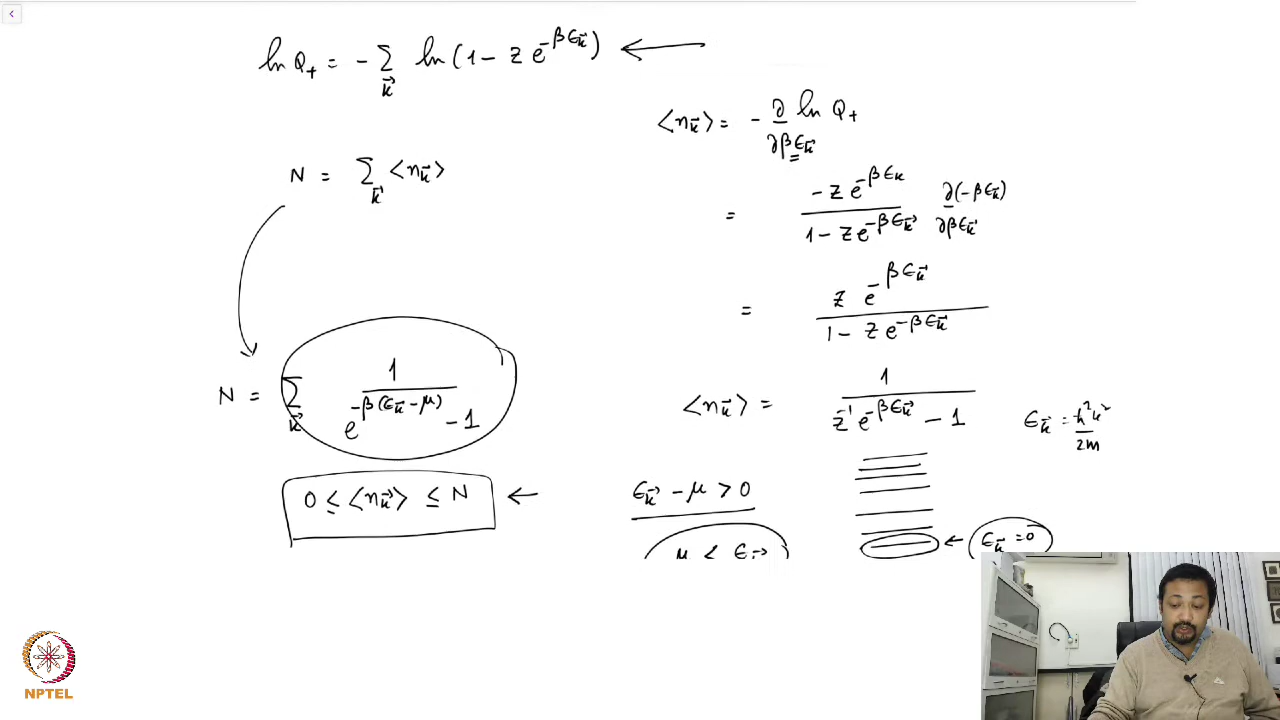 ln Q₊ = - Σ_k⃗ ln(1 - z e^{-βϵ_k⃗}) ←
⟨n_k⃗⟩ = - ∂/∂βϵ_k⃗ ln Q₊
N = Σ_k⃗ ⟨n_k⃗⟩
= -z e^{-βϵ_k} / 1 - z e^{-βϵ_k⃗} ∂(-βϵ_k⃗)/∂βϵ_k⃗
= z e^{-βϵ_k⃗} / 1 - z e^{-βϵ_k⃗}
N = Σ_k⃗ 1 / e^{-β(ϵ_k⃗ - μ)} - 1
⟨n_k⃗⟩ = 1 / z⁻¹ e^{-βϵ_k⃗} - 1
ϵ_k⃗ = ħ²k²/2m
0 ≤ ⟨n_k⃗⟩ ≤ N ←
ϵ_k⃗ - μ > 0
μ < ϵ_k⃗
← ϵ_k⃗ = 0
NPTEL